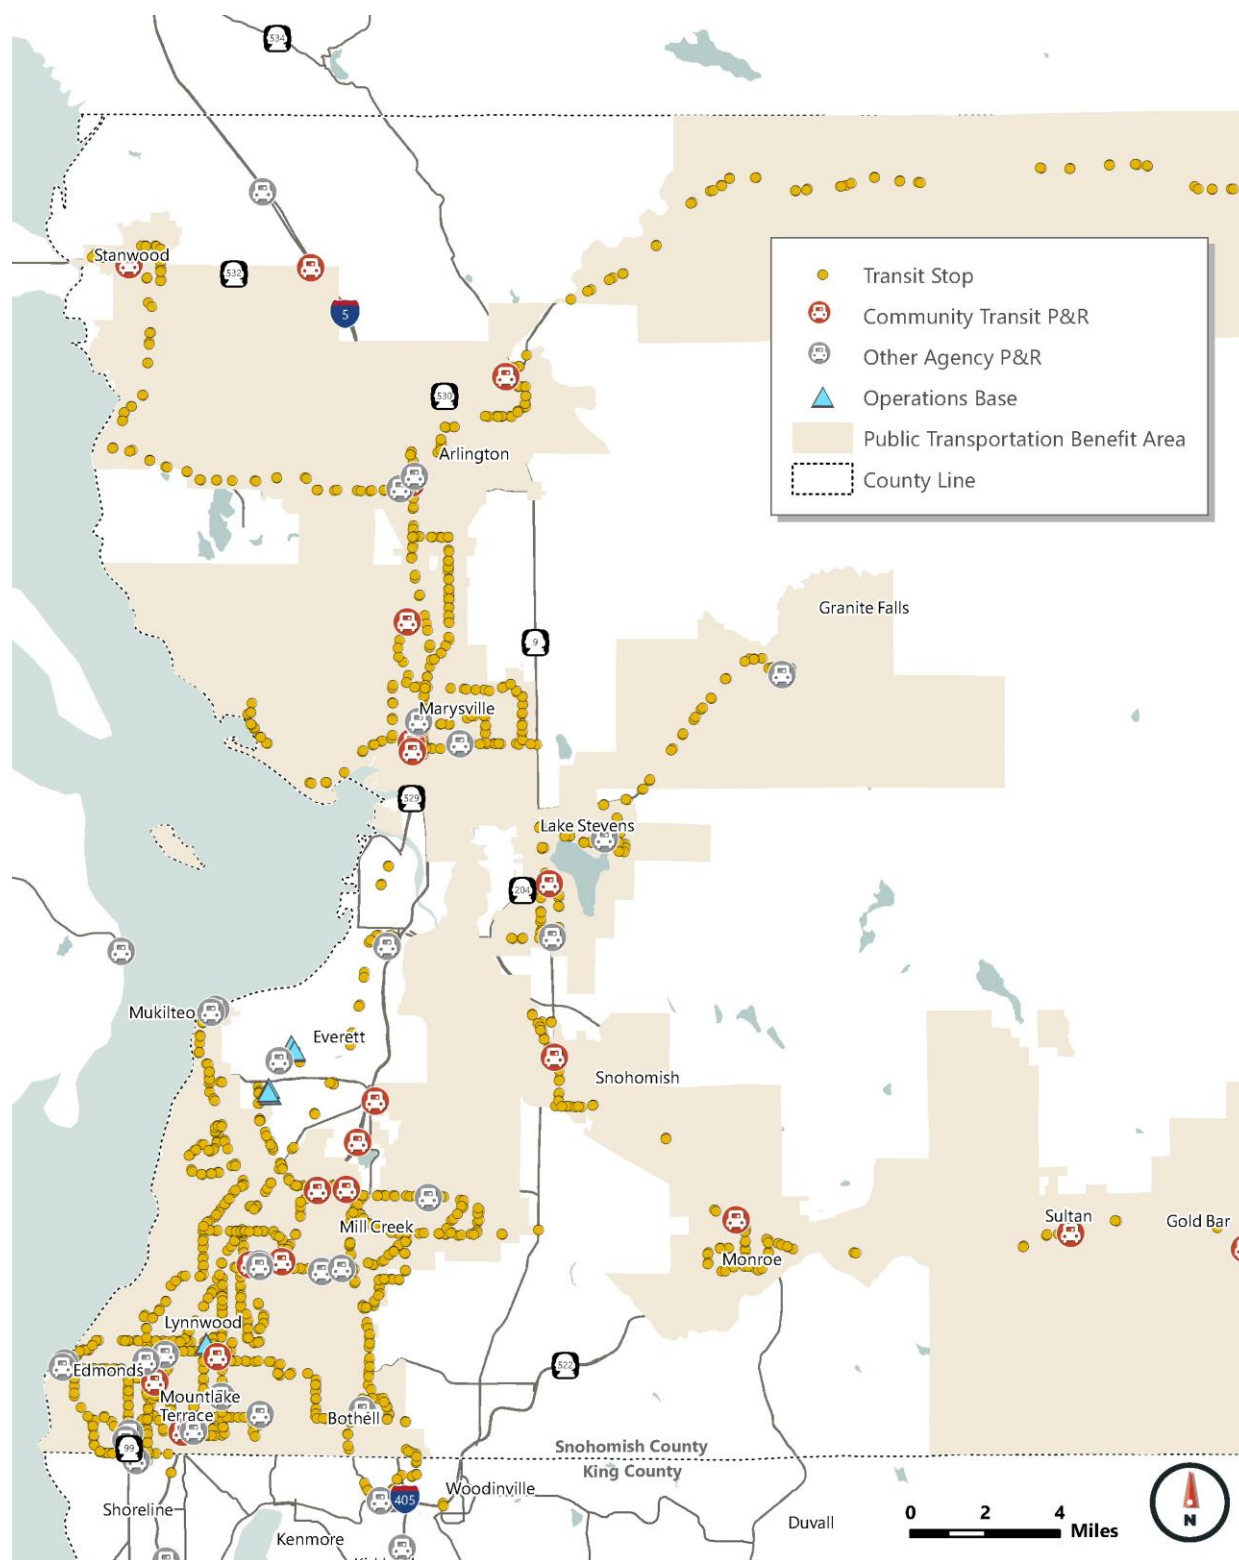 534
Stanwood
532
5
Transit Stop
Community Transit P&R
Other Agency P&R
Operations Base
Public Transportation Benefit Area
County Line
530
Arlington
Granite Falls
9
Marysville
529
Lake Stevens
204
Mukilteo
Everett
Snohomish
Mill Creek
Sultan
Gold Bar
Monroe
Lynnwood
522
Edmonds
Mountlake
Terrace
Bothell
99
Snohomish County
King County
Woodinville
405
Shoreline
Kenmore
Duvall
0 2 4
Miles
N